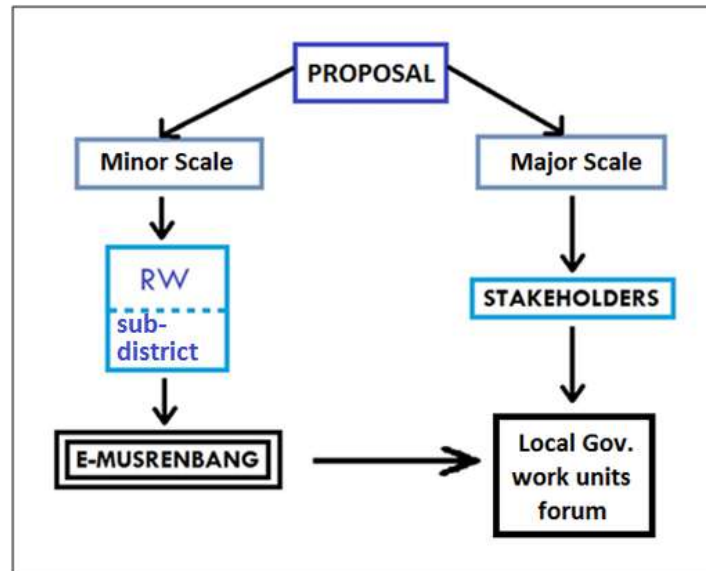 PROPOSAL
Minor Scale
Major Scale
RW
sub-
district
STAKEHOLDERS
E-MUSRENBANG
Local Gov.
work units
forum